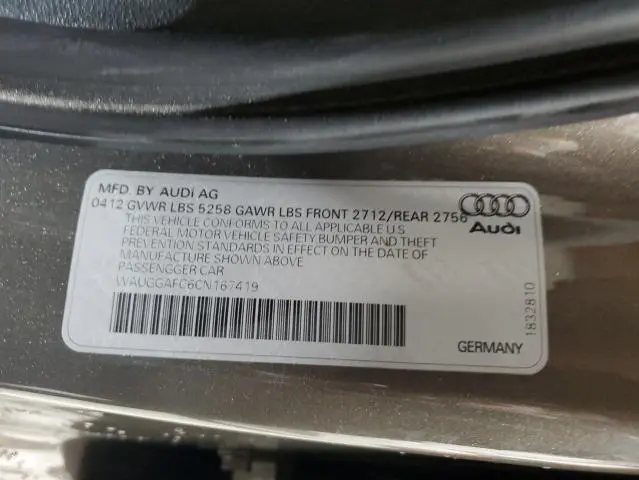 MFD. BY AUDI AG
0412 GVWR LBS 5258 GAWR LBS FRONT 2712/REAR 2756
THIS VEHICLE CONFORMS TO ALL APPLICABLE U.S
FEDERAL MOTOR VEHICLE SAFETY,BUMPER AND THEFT
PREVENTION STANDARDS IN EFFECT ON THE DATE OF
MANUFACTURE SHOWN ABOVE
PASSENGGER CAR
WAUGGAFC6CN167419
Audi
1832810
GERMANY